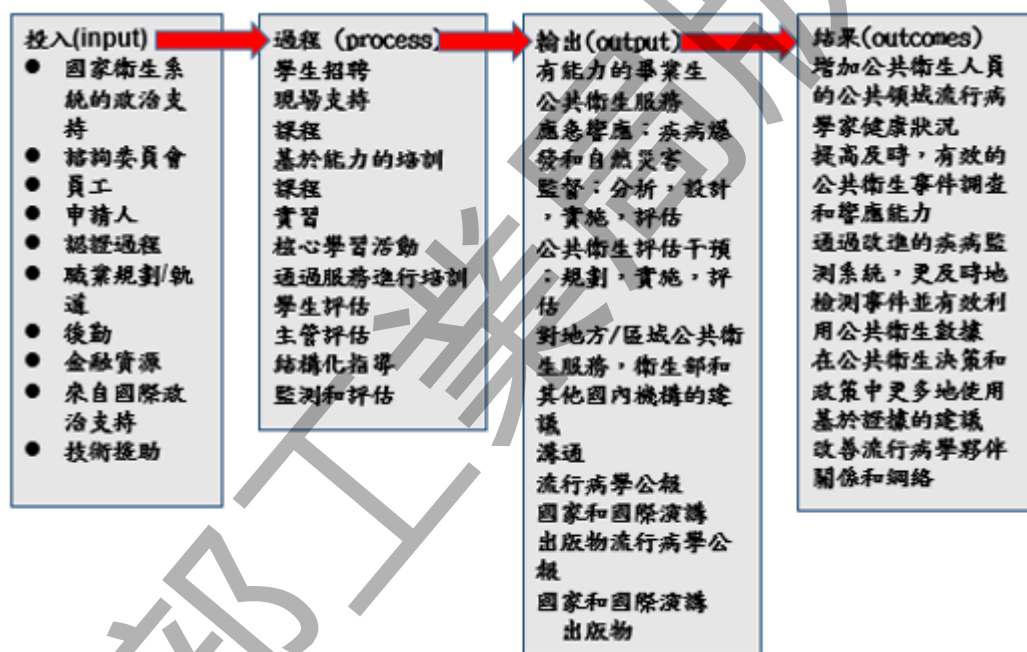 投入(input)
● 國家衛生系
統的政治支
持
● 諮詢委員會
● 員工
● 申請人
● 認證過程
● 職業規劃/軌
道
● 後勤
● 金融資源
● 來自國際政
治支持
● 技術援助
過程 (process)
學生招聘
現場支持
課程
基於能力的培訓
課程
實習
核心學習活動
通過服務進行培訓
學生評估
主管評估
結構化指導
監測和評估
輸出(output)
有能力的畢業生
公共衛生服務
應急響應：疾病爆
發和自然災害
監督：分析，設計
，實施，評估
公共衛生評估干預
：規劃，實施，評
估
對地方/區域公共衛
生服務，衛生部和
其他國內機構的建
議
溝通
流行病學公報
國家和國際演講
出版物流行病學公
報
國家和國際演講
出版物
結果(outcomes)
增加公共衛生人員
的公共領域流行病
學家健康狀況
提高及時，有效的
公共衛生事件調查
和響應能力
通過改進的疾病監
測系統，更及時地
檢測事件並有效利
用公共衛生數據
在公共衛生決策和
政策中更多地使用
基於證據的建議
改善流行病學夥伴
關係和網絡
部工業局